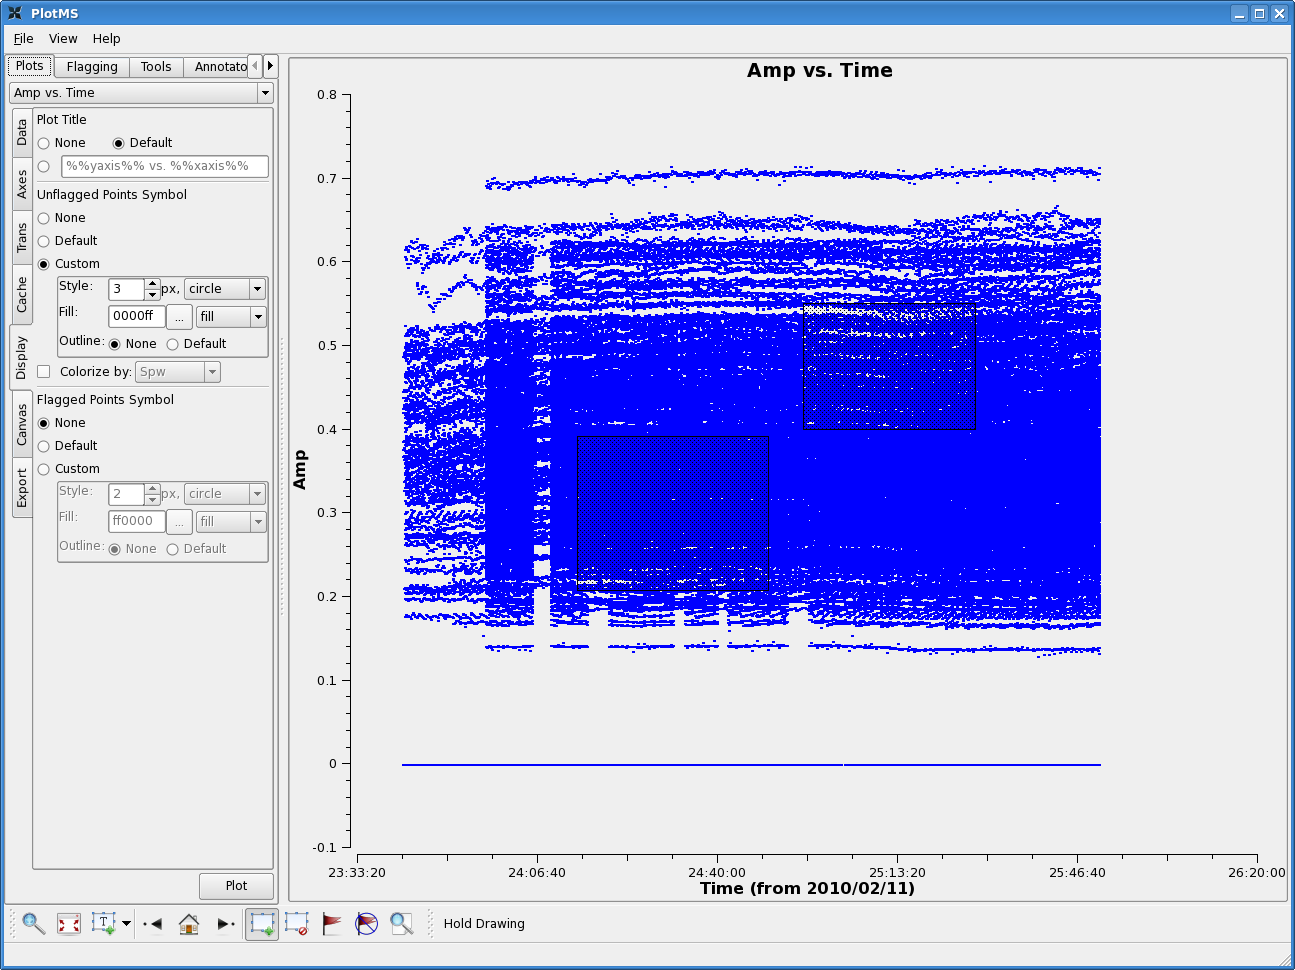 PlotMS
File View Help
Plots Flagging Tools Annotato
Amp vs. Time
Data
Axes
Trans
Cache
Display
Canvas
Export
Plot Title
None Default
%%yaxis%% vs. %%xaxis%%
Unflagged Points Symbol
None
Default
Custom
Style: 3 px, circle
Fill: 0000ff ... fill
Outline: None Default
Colorize by: Spw
Flagged Points Symbol
None
Default
Custom
Style: 2 px, circle
Fill: ff0000 ... fill
Outline: None Default
Plot
Amp vs. Time
0.8
0.7
0.6
0.5
0.4
0.3
0.2
0.1
0
-0.1
Amp
23:33:20 24:06:40 24:40:00 25:13:20 25:46:40 26:20:00
Time (from 2010/02/11)
T
Hold Drawing